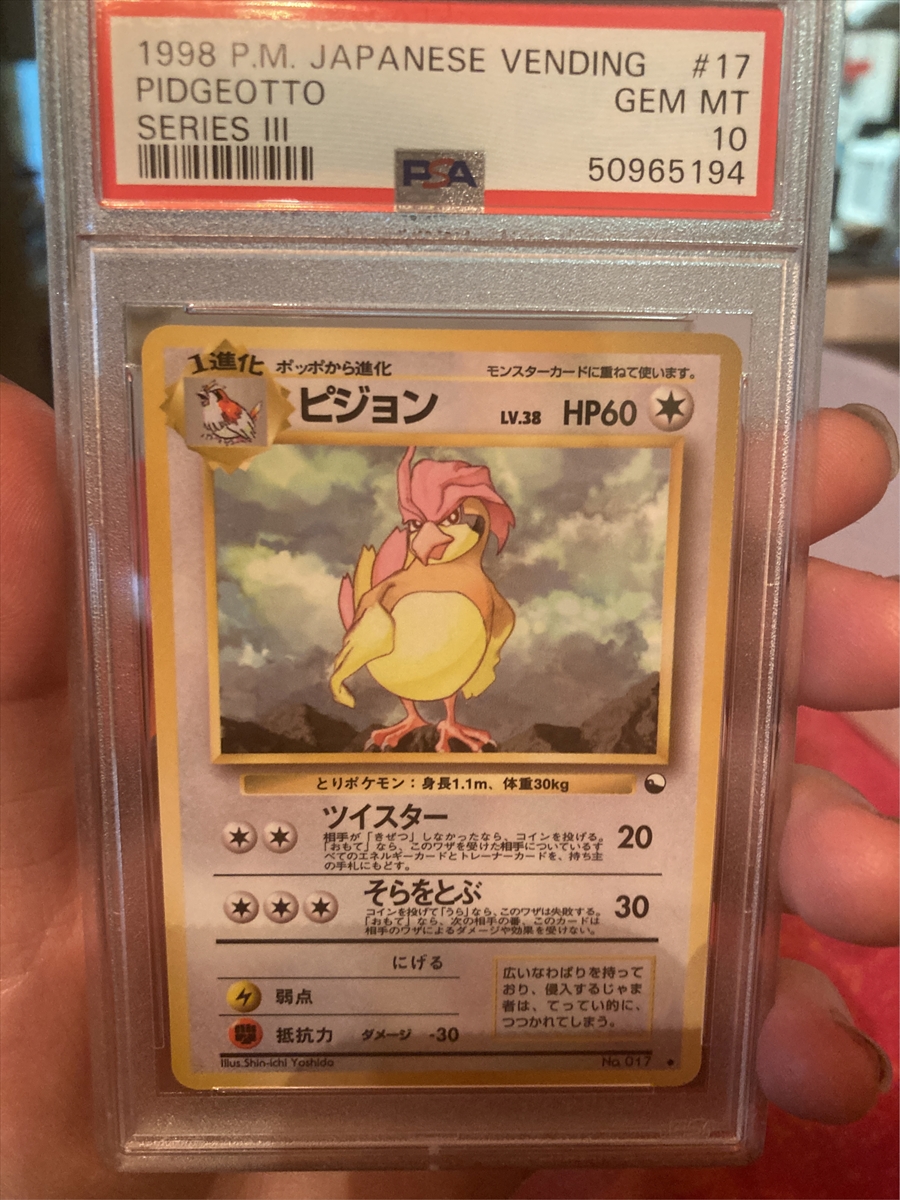 1998 P.M. JAPANESE VENDING #17
PIDGEOTTO GEM MT
SERIES III 10
50965194
PSA
1進化 ポッポから進化 モンスターカードに重ねて使います。
ピジョン LV.38 HP60
とりポケモン：身長1.1m、体重30kg
ツイスター 20
相手が「きぜつ」しなかったなら、コインを投げる。
「おもて」なら、このワザを受けた相手についているす
べてのエネルギーカードとトレーナーカードを、持ち主
の手札にもどす。
そらをとぶ 30
コインを投げて「うら」なら、このワザは失敗する。
「おもて」なら、次の相手の番、このカードは
相手のワザによるダメージや効果を受けない。
にげる
弱点
抵抗力 ダメージ -30
広いなわばりを持って
おり、侵入するじゃま
者は、てってい的に、
つつかれてしまう。
Illus.Shin-ichi Yoshida No.017